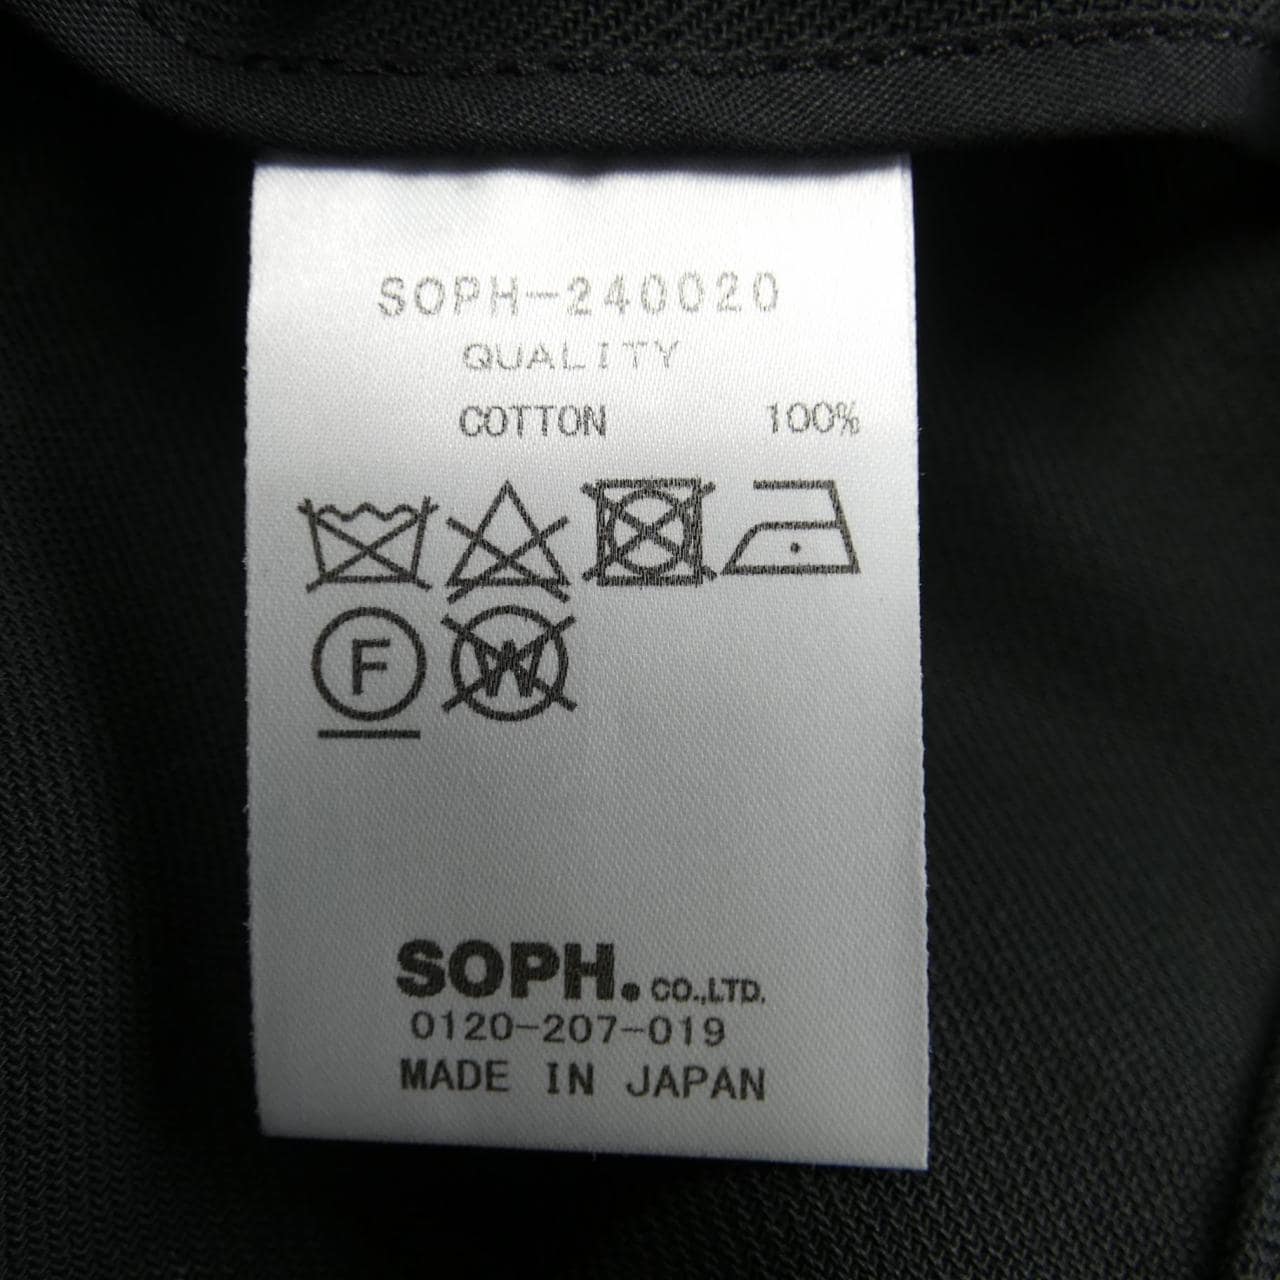 SOPH-240020
QUALITY
COTTON 100%
F W
SOPH. CO.,LTD.
0120-207-019
MADE IN JAPAN